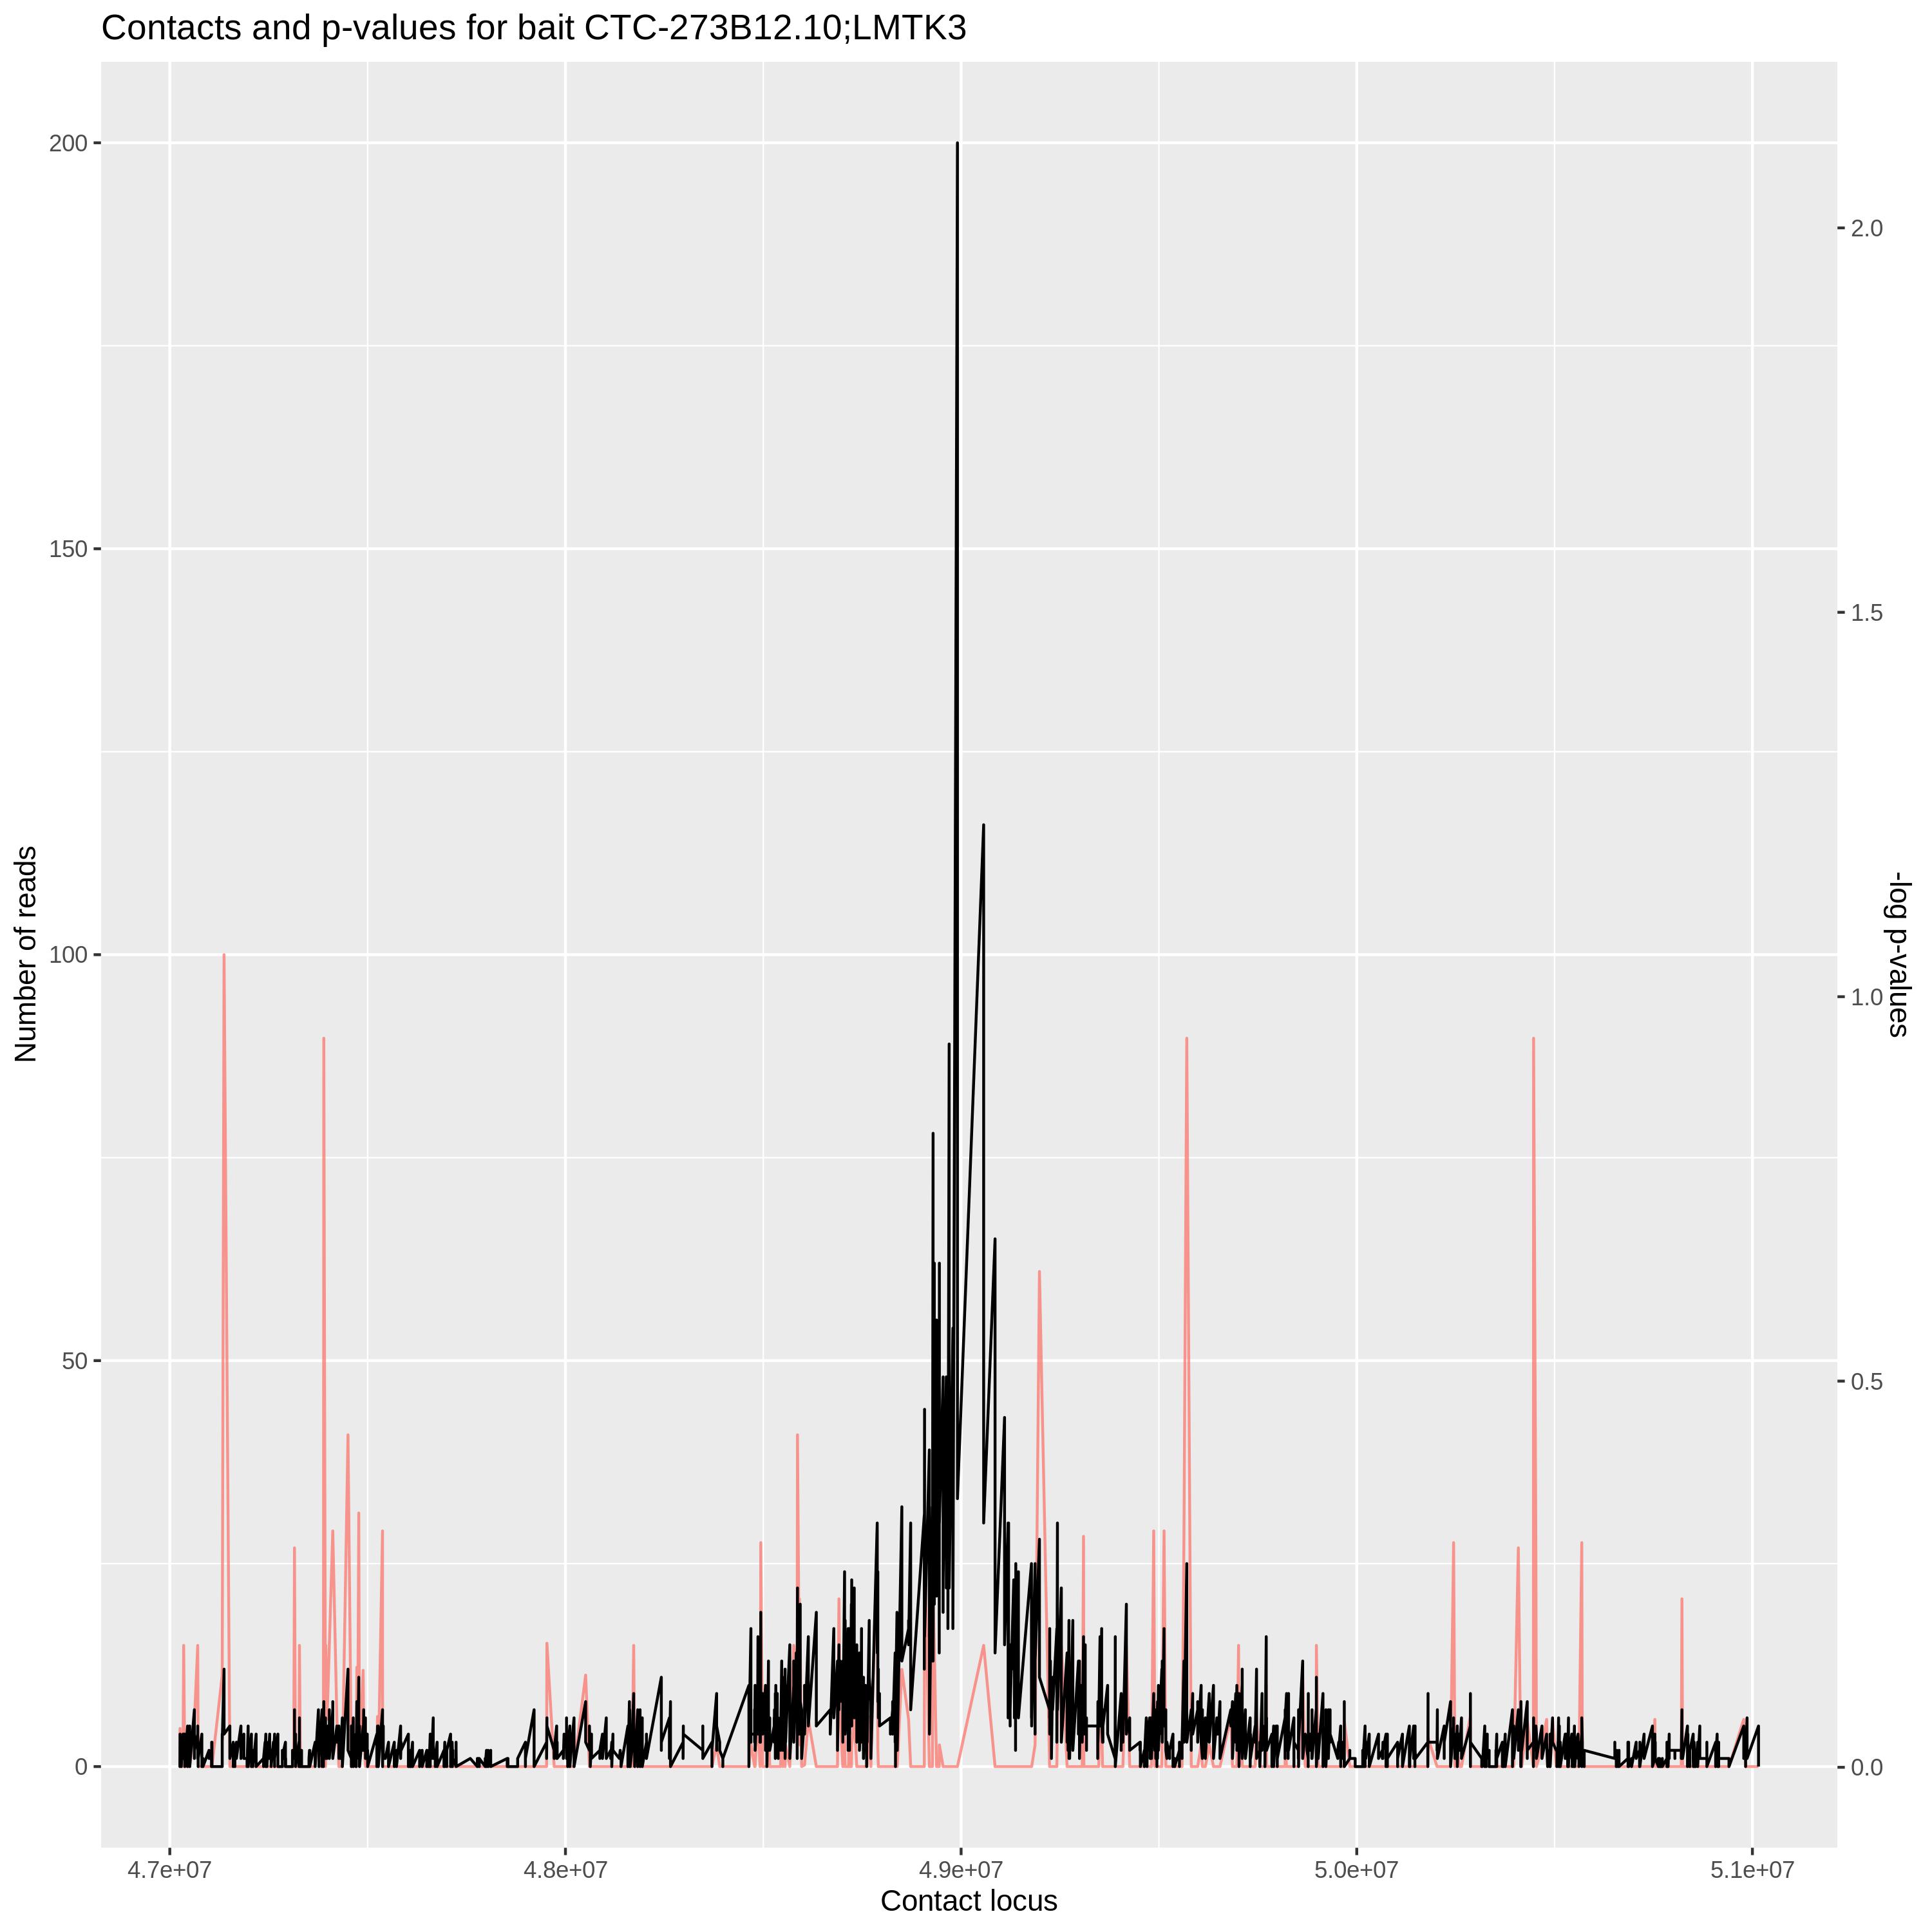 Contacts and p-values for bait CTC-273B12.10;LMTK3
200
150
100
50
0
Number of reads
2.0
1.5
1.0
0.5
0.0
-log p-values
4.7e+07
4.8e+07
4.9e+07
5.0e+07
5.1e+07
Contact locus